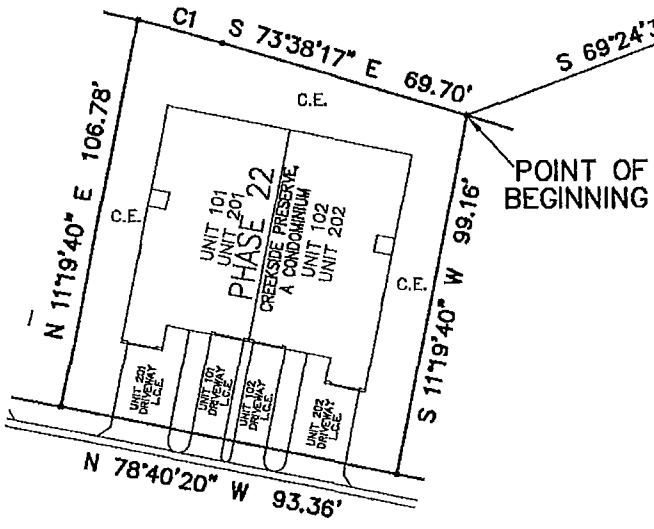 C1
S 73°38'17" E 69.70'
S 69°24'3
C.E.
POINT OF
BEGINNING
N 11°19'40" E 106.78'
C.E.
UNIT 101
UNIT 201
PHASE 22
CREEKSIDE PRESERVE,
A CONDOMINIUM
UNIT 102
UNIT 202
C.E.
S 11°19'40" W 99.16'
UNIT 201
DRIVEWAY
L.C.E.
UNIT 101
DRIVEWAY
L.C.E.
UNIT 102
DRIVEWAY
L.C.E.
UNIT 202
DRIVEWAY
L.C.E.
N 78°40'20" W 93.36'